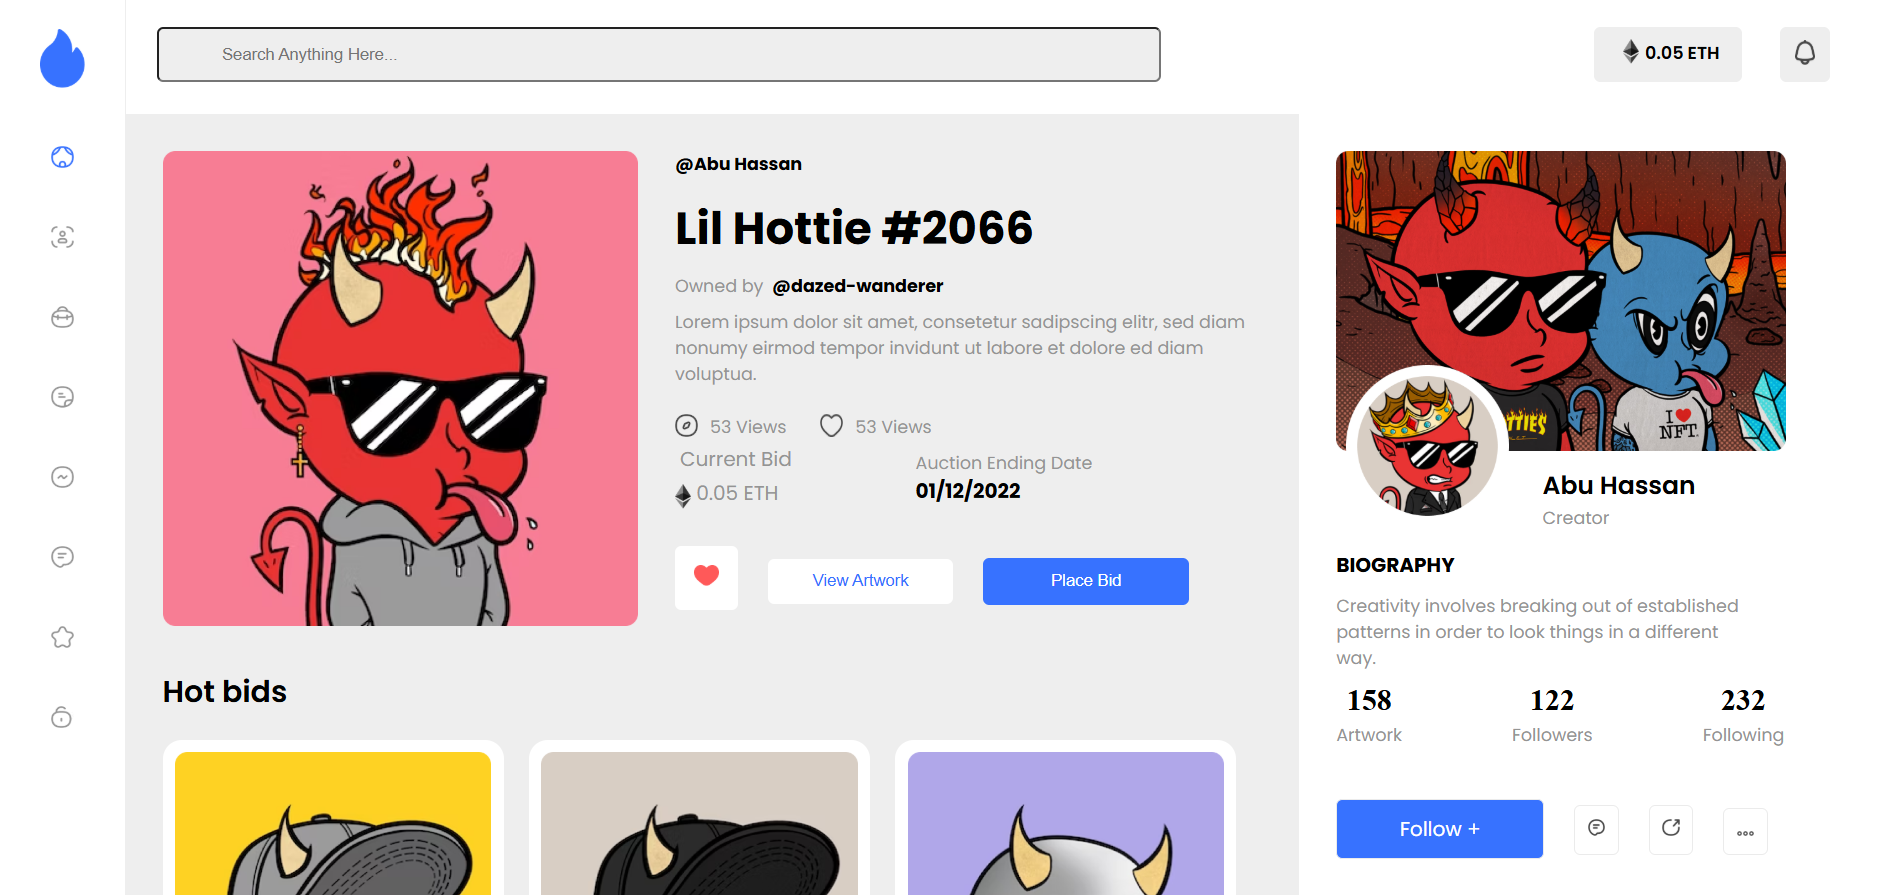 Search Anything Here...
0.05 ETH
@Abu Hassan
Lil Hottie #2066
Owned by @dazed-wanderer
Lorem ipsum dolor sit amet, consetetur sadipscing elitr, sed diam
nonumy eirmod tempor invidunt ut labore et dolore ed diam
voluptua.
53 Views
53 Views
Current Bid
0.05 ETH
Auction Ending Date
01/12/2022
View Artwork
Place Bid
Hot bids
TTIES
I
NFT.
Abu Hassan
Creator
BIOGRAPHY
Creativity involves breaking out of established
patterns in order to look things in a different
way.
158
Artwork
122
Followers
232
Following
Follow +